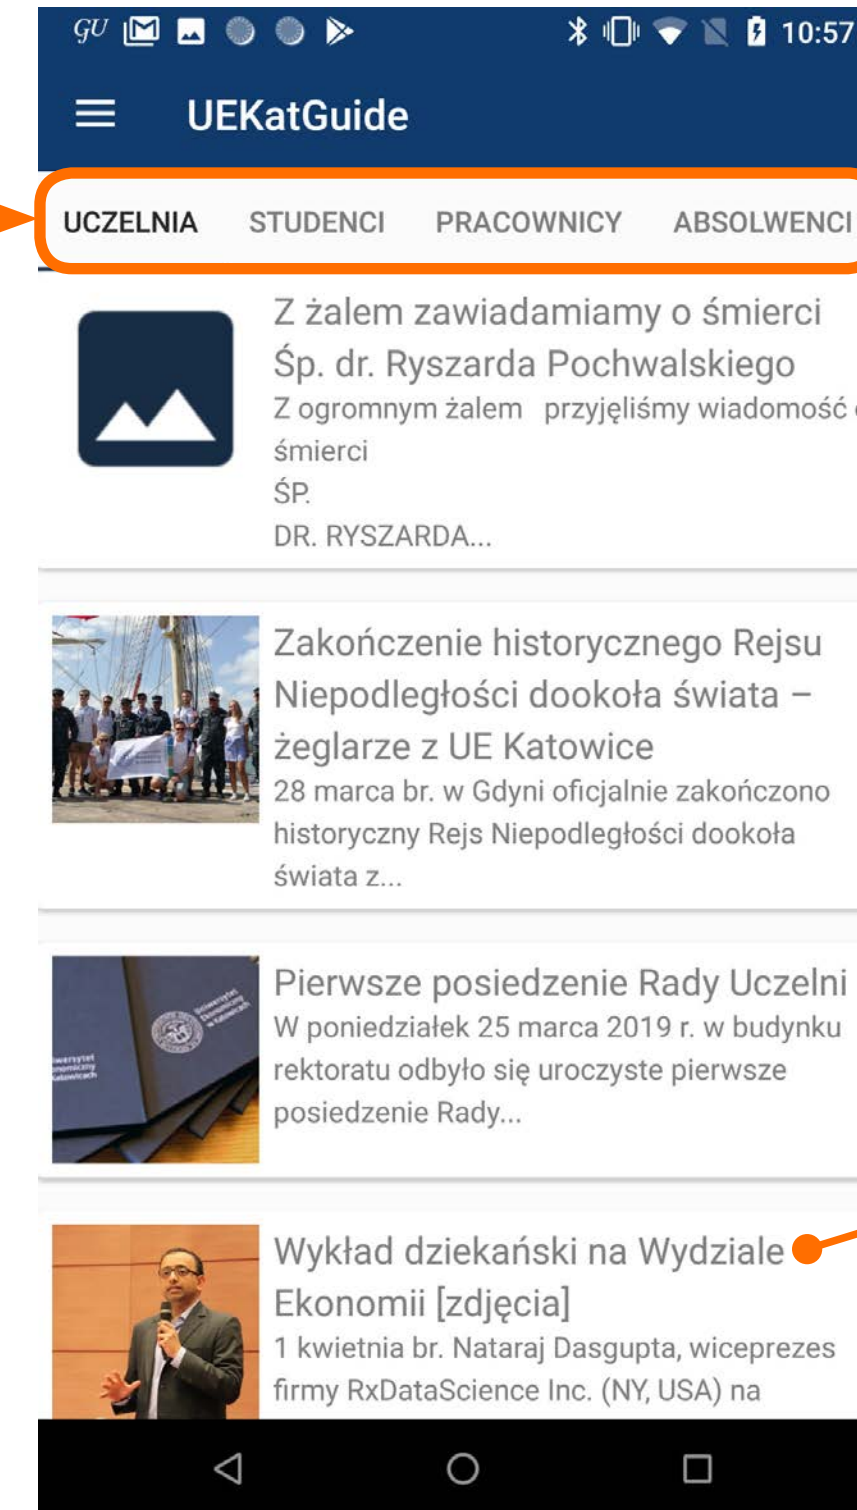 GU 10:57
UEKatGuide
UCZELNIA STUDENCI PRACOWNICY ABSOLWENCI
Z żalem zawiadamiamy o śmierci
Śp. dr. Ryszarda Pochwalskiego
Z ogromnym żalem przyjęliśmy wiadomość
śmierci
ŚP.
DR. RYSZARDA...
Zakończenie historycznego Rejsu
Niepodległości dookoła świata –
żeglarze z UE Katowice
28 marca br. w Gdyni oficjalnie zakończono
historyczny Rejs Niepodległości dookoła
świata z...
Uniwersytet
Ekonomiczny
w Katowicach
Pierwsze posiedzenie Rady Uczelni
W poniedziałek 25 marca 2019 r. w budynku
rektoratu odbyło się uroczyste pierwsze
posiedzenie Rady...
Wykład dziekański na Wydziale
Ekonomii [zdjęcia]
1 kwietnia br. Nataraj Dasgupta, wiceprezes
firmy RxDataScience Inc. (NY, USA) na